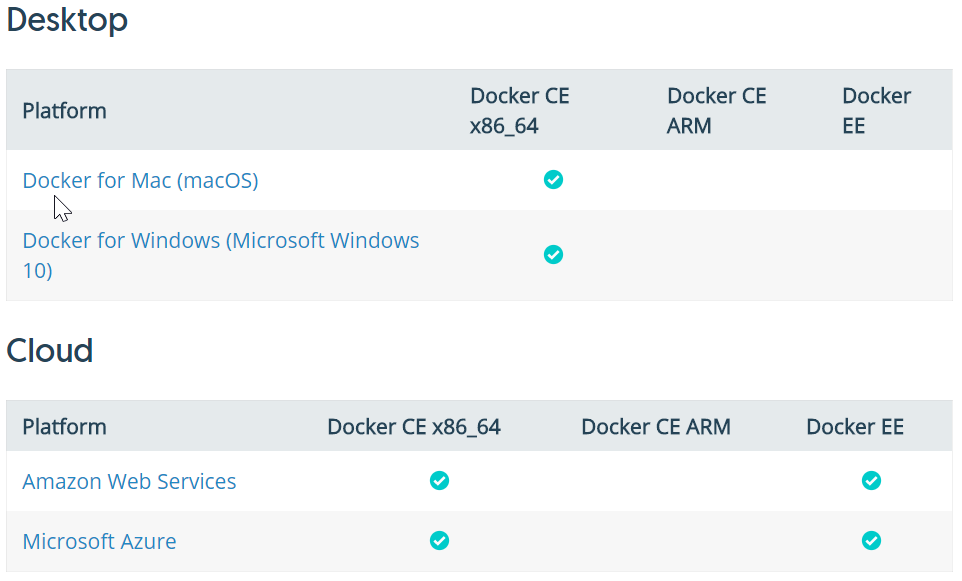 Desktop
Platform Docker CE x86_64 Docker CE ARM Docker EE
Docker for Mac (macOS)
Docker for Windows (Microsoft Windows
10)
Cloud
Platform Docker CE x86_64 Docker CE ARM Docker EE
Amazon Web Services
Microsoft Azure